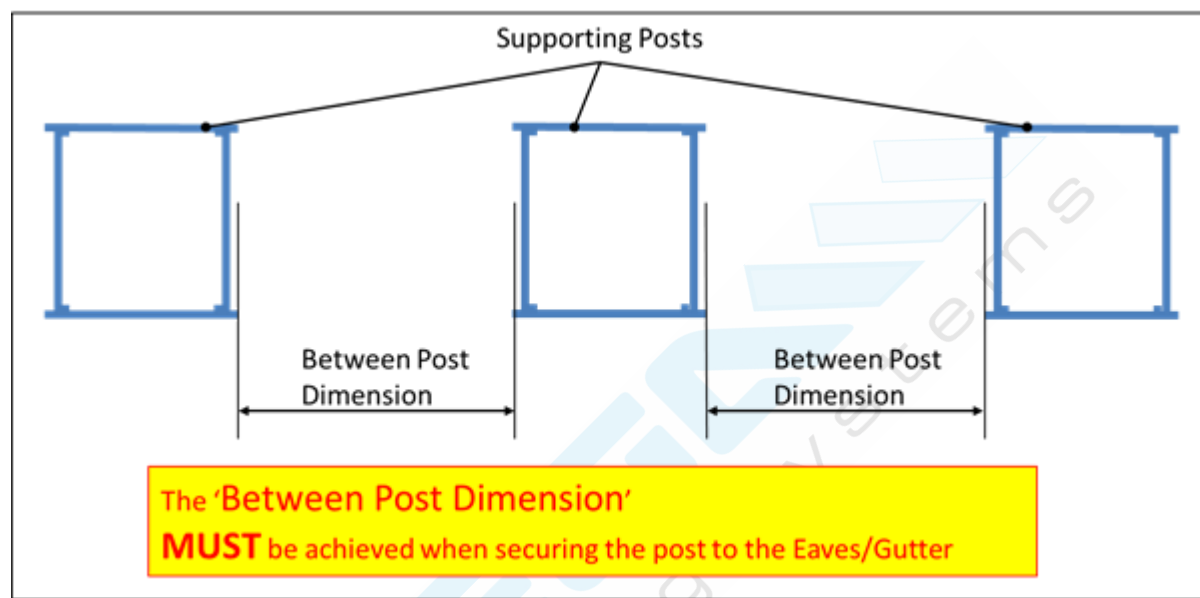 Supporting Posts
Between Post
Dimension
Between Post
Dimension
The ‘Between Post Dimension’
MUST be achieved when securing the post to the Eaves/Gutter